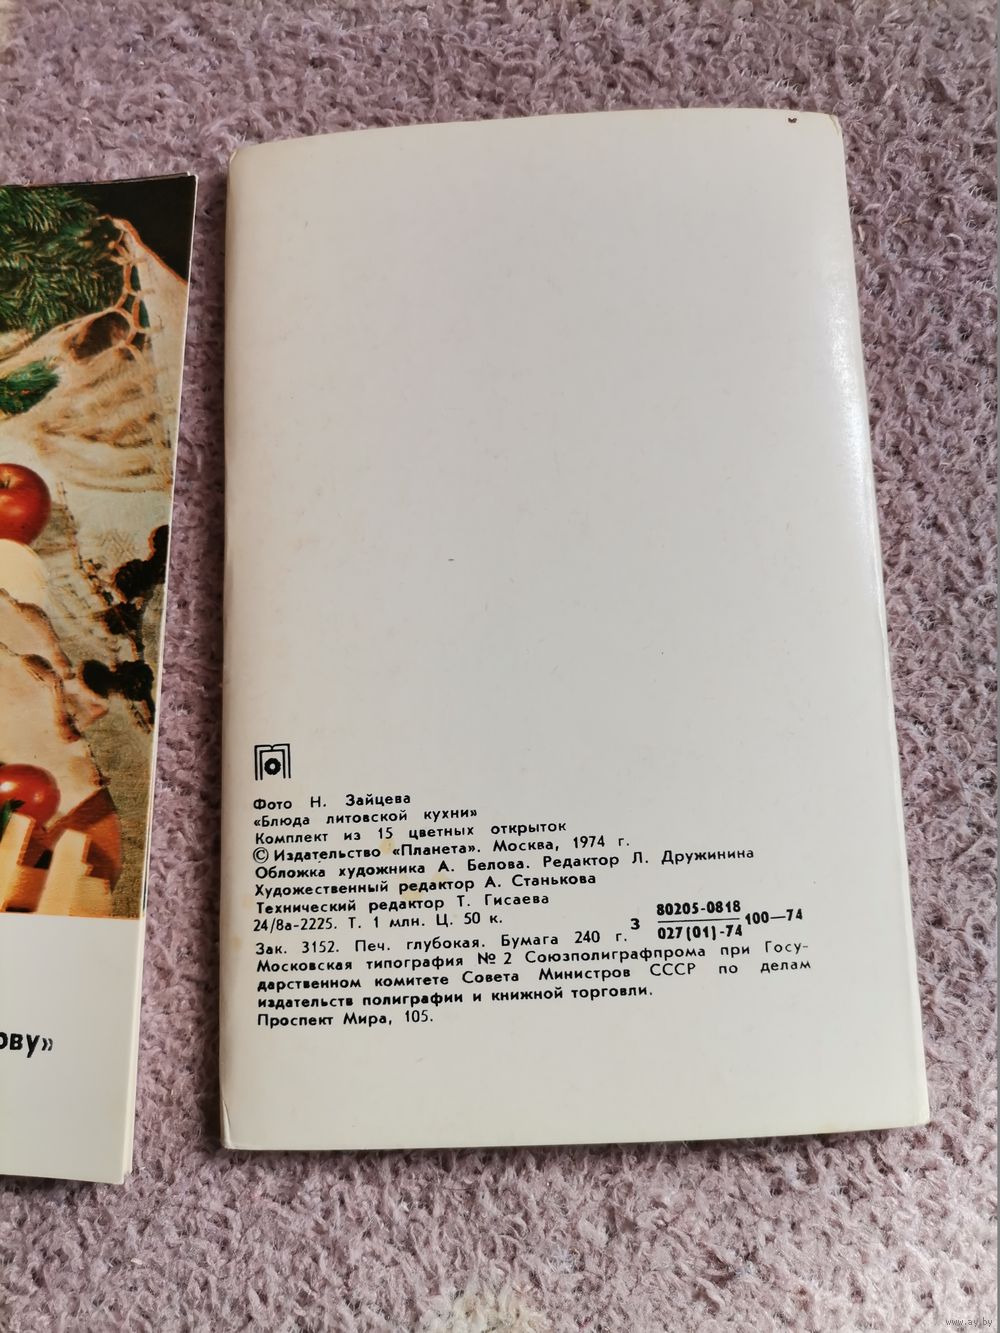 Фото Н. Зайцева
«Блюда литовской кухни»
Комплект из 15 цветных открыток
© Издательство «Планета». Москва, 1974 г.
Обложка художника А. Белова. Редактор Л. Дружинина
Художественный редактор А. Станькова
Технический редактор Т. Гисаева
24/8а-2225. Т. 1 млн. Ц. 50 к.
З 80205-0818 100—74
027(01)-74
Зак. 3152. Печ. глубокая. Бумага 240 г.
Московская типография № 2 Союзполиграфпрома при Госу-
дарственном комитете Совета Министров СССР по делам
издательств полиграфии и книжной торговли.
Проспект Мира, 105.
ову»
www.ay.by